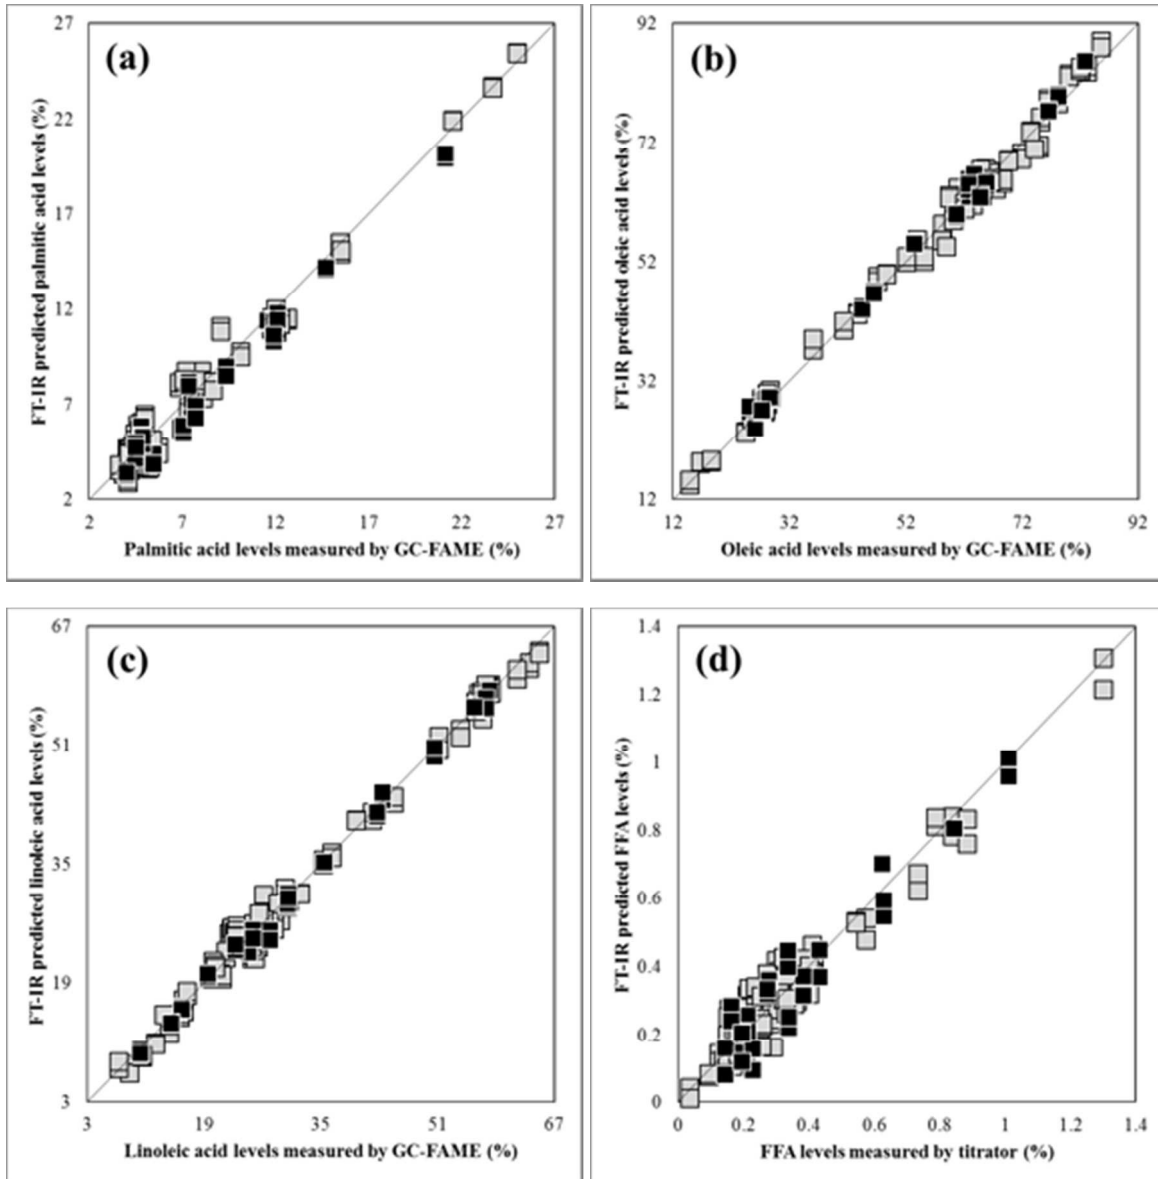 (a)
FT-IR predicted palmitic acid levels (%)
27
22
17
12
7
2
2 7 12 17 22 27
Palmitic acid levels measured by GC-FAME (%)
(b)
FT-IR predicted oleic acid levels (%)
92
72
52
32
12
12 32 52 72 92
Oleic acid levels measured by GC-FAME (%)
(c)
FT-IR predicted linoleic acid levels (%)
67
51
35
19
3
3 19 35 51 67
Linoleic acid levels measured by GC-FAME (%)
(d)
FT-IR predicted FFA levels (%)
1.4
1.2
1
0.8
0.6
0.4
0.2
0
0 0.2 0.4 0.6 0.8 1 1.2 1.4
FFA levels measured by titrator (%)